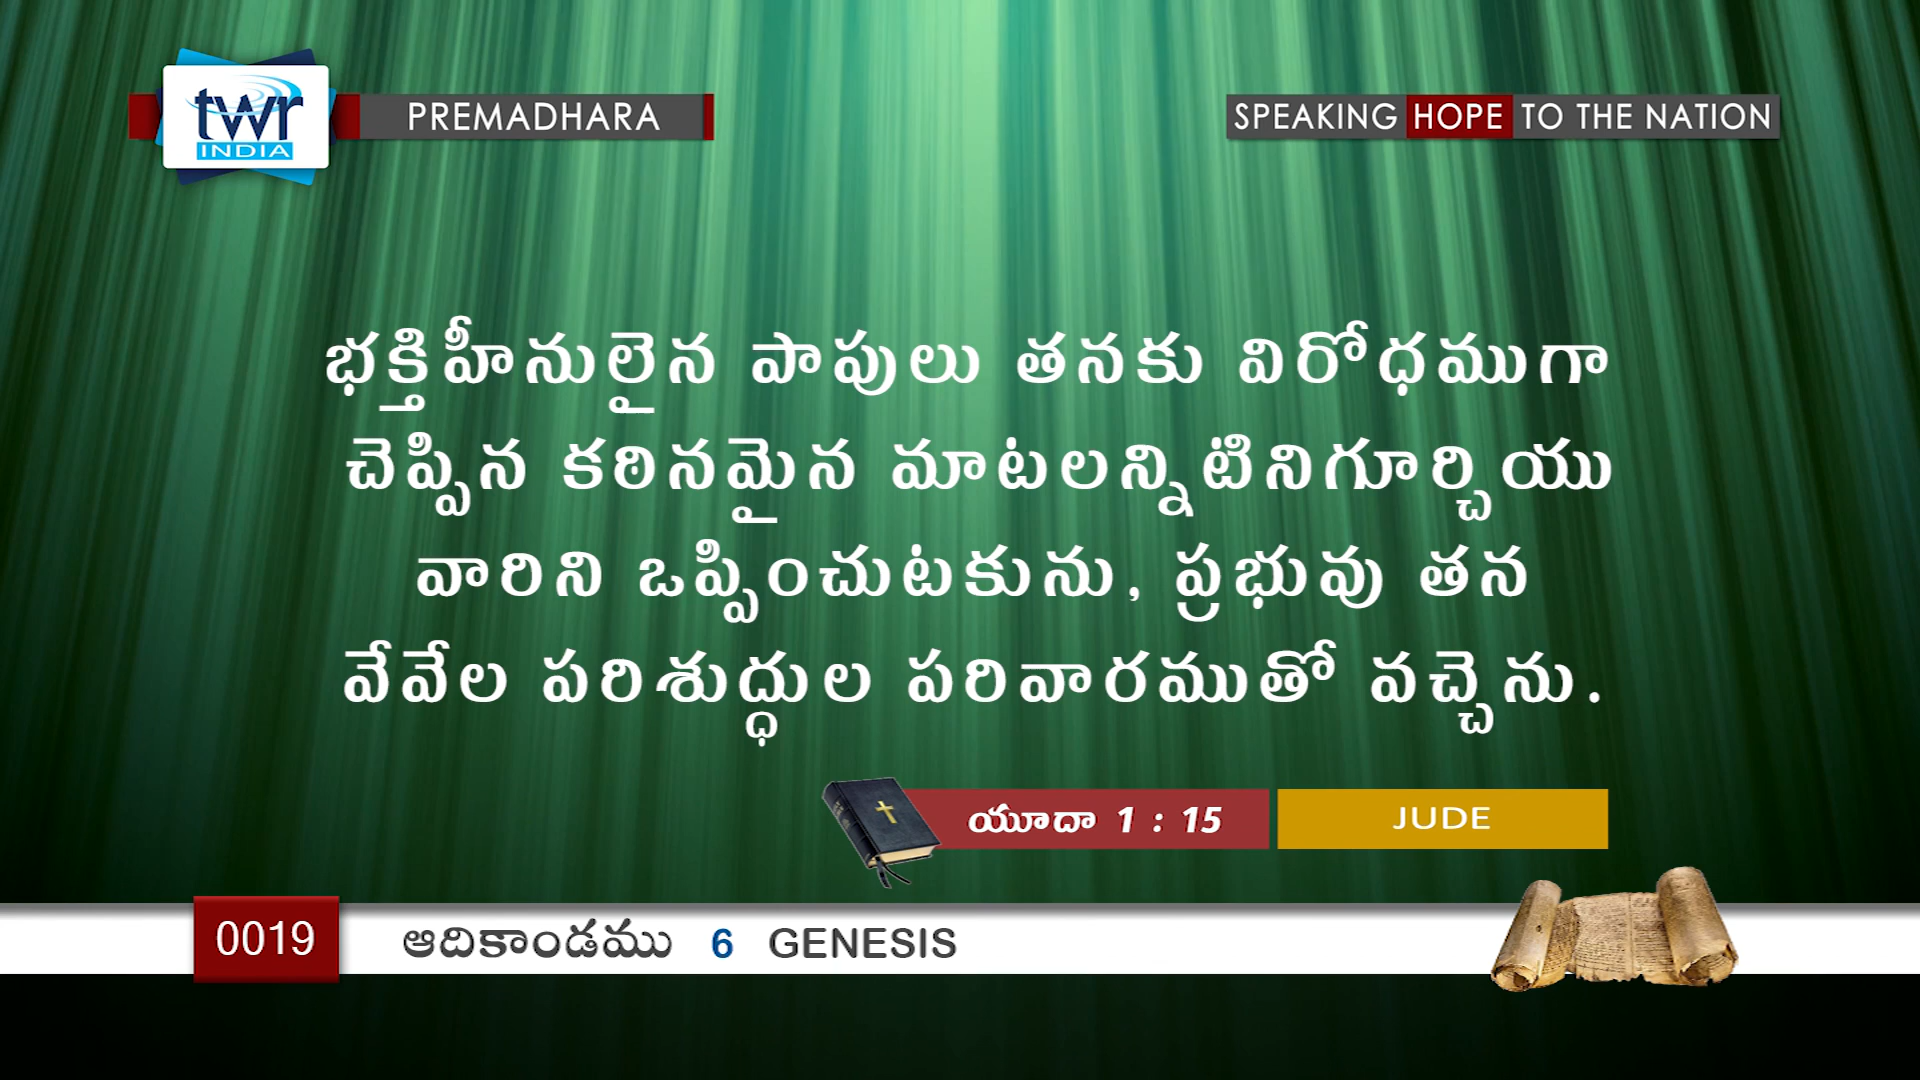 twr
INDIA
PREMADHARA
SPEAKING HOPE TO THE NATION
భక్తిహీనులైన పాపులు తనకు విరోధముగా
చెప్పిన కఠినమైన మాటలన్నిటినిగూర్చియు
వారిని ఒప్పించుటకును, ప్రభువు తన
వేవేల పరిశుద్ధుల పరివారముతో వచ్చెను.
యూదా 1 : 15
JUDE
0019
ఆదికాండము 6 GENESIS